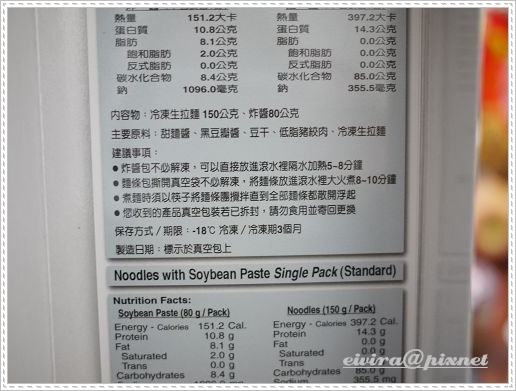 熱量 151.2大卡 熱量 397.2大卡
蛋白質 10.8公克 蛋白質 14.3公克
脂肪 8.1公克 脂肪 0.0公克
飽和脂肪 2.0公克 飽和脂肪 0.0公克
反式脂肪 0.0公克 反式脂肪 0.0公克
碳水化合物 8.4公克 碳水化合物 85.0公克
鈉 1096.0毫克 鈉 355.5毫克
內容物：冷凍生拉麵 150公克、炸醬80公克
主要原料：甜麵醬、黑豆瓣醬、豆干、低脂豬絞肉、冷凍生拉麵
建議事項：
●炸醬包不必解凍，可以直接放進滾水裡隔水加熱5~8分鐘
●麵條包撕開真空袋不必解凍，將麵條放進滾水裡大火煮8~10分鐘
●煮麵時須以筷子將麵條團攪拌直到全部麵條都散開浮起
●您收到的產品真空包裝若已拆封，請勿食用並寄回更換
保存方式 / 期限：-18℃ 冷凍 / 冷凍期3個月
製造日期：標示於真空包上
Noodles with Soybean Paste Single Pack (Standard)
Nutrition Facts:
Soybean Paste (80 g / Pack) Noodles (150 g / Pack)
Energy - Calories 151.2 Cal. Energy - Calories 397.2 Cal.
Protein 10.8 g Protein 14.3 g
Fat 8.1 g Fat 0.0 g
Saturated 2.0 g Saturated 0.0 g
Trans 0.0 g Trans
Carbohydrates 8.4 g Carbohydrates 85.0 g
Sodium 355.5 mg
eivira@pixnet